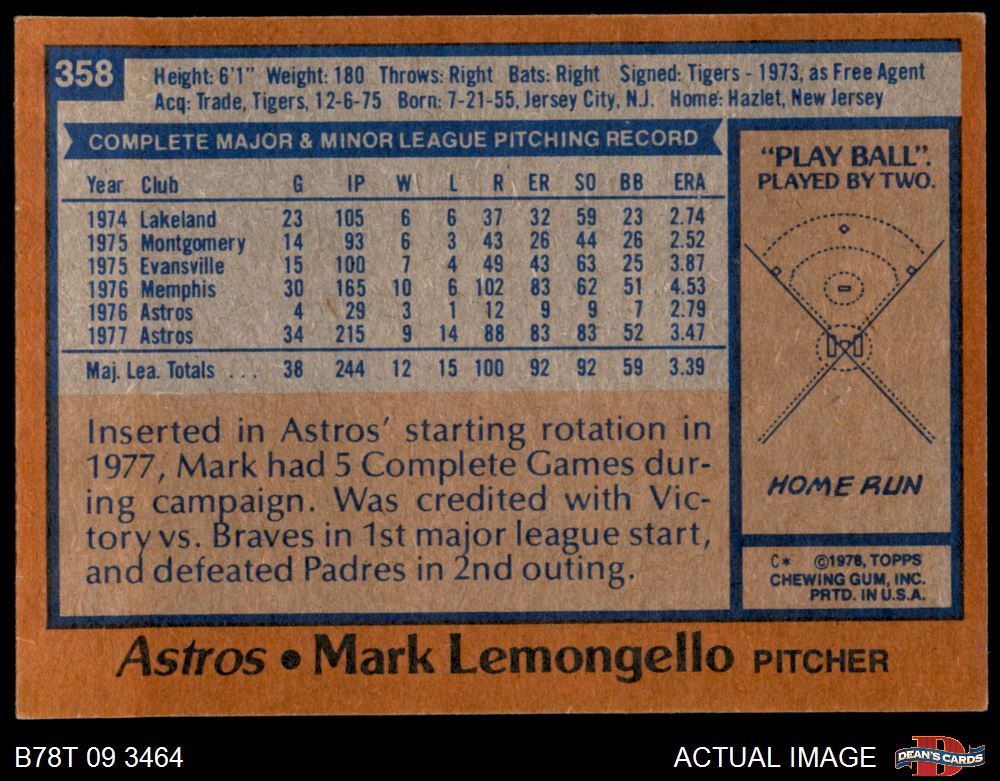 358
Height: 6'1" Weight: 180 Throws: Right Bats: Right Signed: Tigers - 1973, as Free Agent
Acq: Trade, Tigers, 12-6-75 Born: 7-21-55, Jersey City, N.J. Home: Hazlet, New Jersey
COMPLETE MAJOR & MINOR LEAGUE PITCHING RECORD
Year Club G IP W L R ER SO BB ERA
1974 Lakeland 23 105 6 6 37 32 59 23 2.74
1975 Montgomery 14 93 6 3 43 26 44 26 2.52
1975 Evansville 15 100 7 4 49 43 63 25 3.87
1976 Memphis 30 165 10 6 102 83 62 51 4.53
1976 Astros 4 29 3 1 12 9 9 7 2.79
1977 Astros 34 215 9 14 88 83 83 52 3.47
Maj. Lea. Totals ... 38 244 12 15 100 92 92 59 3.39
Inserted in Astros' starting rotation in
1977, Mark had 5 Complete Games dur-
ing campaign. Was credited with Vic-
tory vs. Braves in 1st major league start,
and defeated Padres in 2nd outing.
"PLAY BALL".
PLAYED BY TWO.
HOME RUN
C* ©1978, TOPPS
CHEWING GUM, INC.
PRTD. IN U.S.A.
Astros • Mark Lemongello PITCHER
B78T 09 3464
ACTUAL IMAGE
D
DEAN'S CARDS